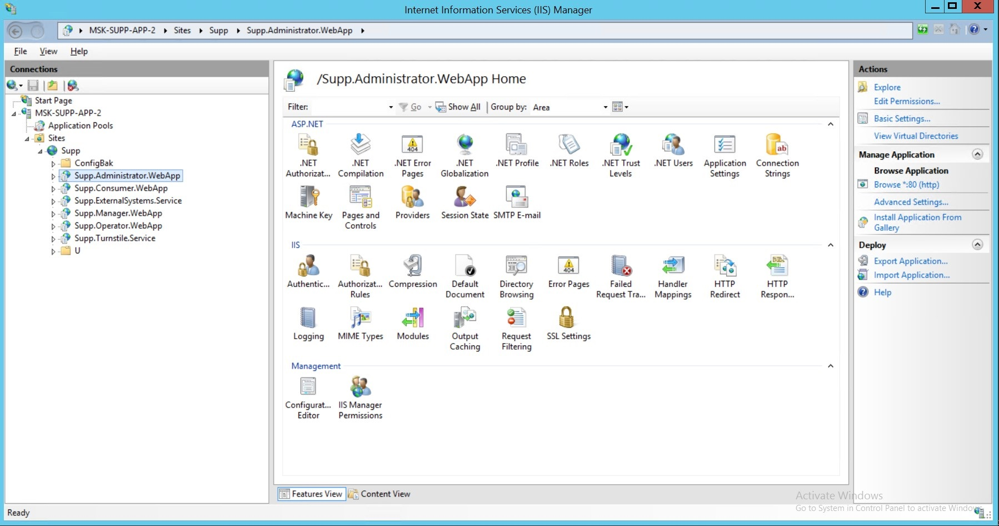 Internet Information Services (IIS) Manager
MSK-SUPP-APP-2 Sites Supp Supp.Administrator.WebApp
File View Help
Connections
Start Page
MSK-SUPP-APP-2
Application Pools
Sites
Supp
ConfigBak
Supp.Administrator.WebApp
Supp.Consumer.WebApp
Supp.ExternalSystems.Service
Supp.Manager.WebApp
Supp.Operator.WebApp
Supp.Turnstile.Service
U
/Supp.Administrator.WebApp Home
Filter: Go Show All Group by: Area
ASP.NET
.NET Authorizat...
.NET Compilation
.NET Error Pages
.NET Globalization
.NET Profile
.NET Roles
.NET Trust Levels
.NET Users
Application Settings
Connection Strings
Machine Key
Pages and Controls
Providers
Session State
SMTP E-mail
IIS
Authentic...
Authorizat... Rules
Compression
Default Document
Directory Browsing
Error Pages
Failed Request Tra...
Handler Mappings
HTTP Redirect
HTTP Respon...
Logging
MIME Types
Modules
Output Caching
Request Filtering
SSL Settings
Management
Configurat... Editor
IIS Manager Permissions
Features View Content View
Actions
Explore
Edit Permissions...
Basic Settings...
View Virtual Directories
Manage Application
Browse Application
Browse *:80 (http)
Advanced Settings...
Install Application From
Gallery
Deploy
Export Application...
Import Application...
Help
Activate Windows
Go to System in Control Panel to activate Windows.
Ready